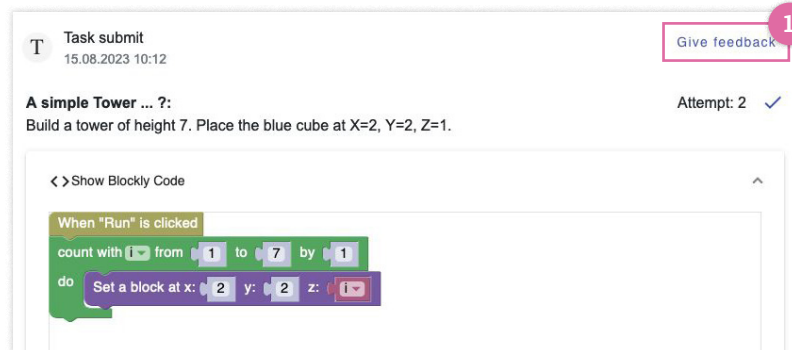 1
T
Task submit
Give feedback
15.08.2023 10:12
A simple Tower ... ?:
Attempt: 2
Build a tower of height 7. Place the blue cube at X=2, Y=2, Z=1.
<> Show Blockly Code
When "Run" is clicked
count with i from 1 to 7 by 1
do Set a block at x: 2 y: 2 z: i